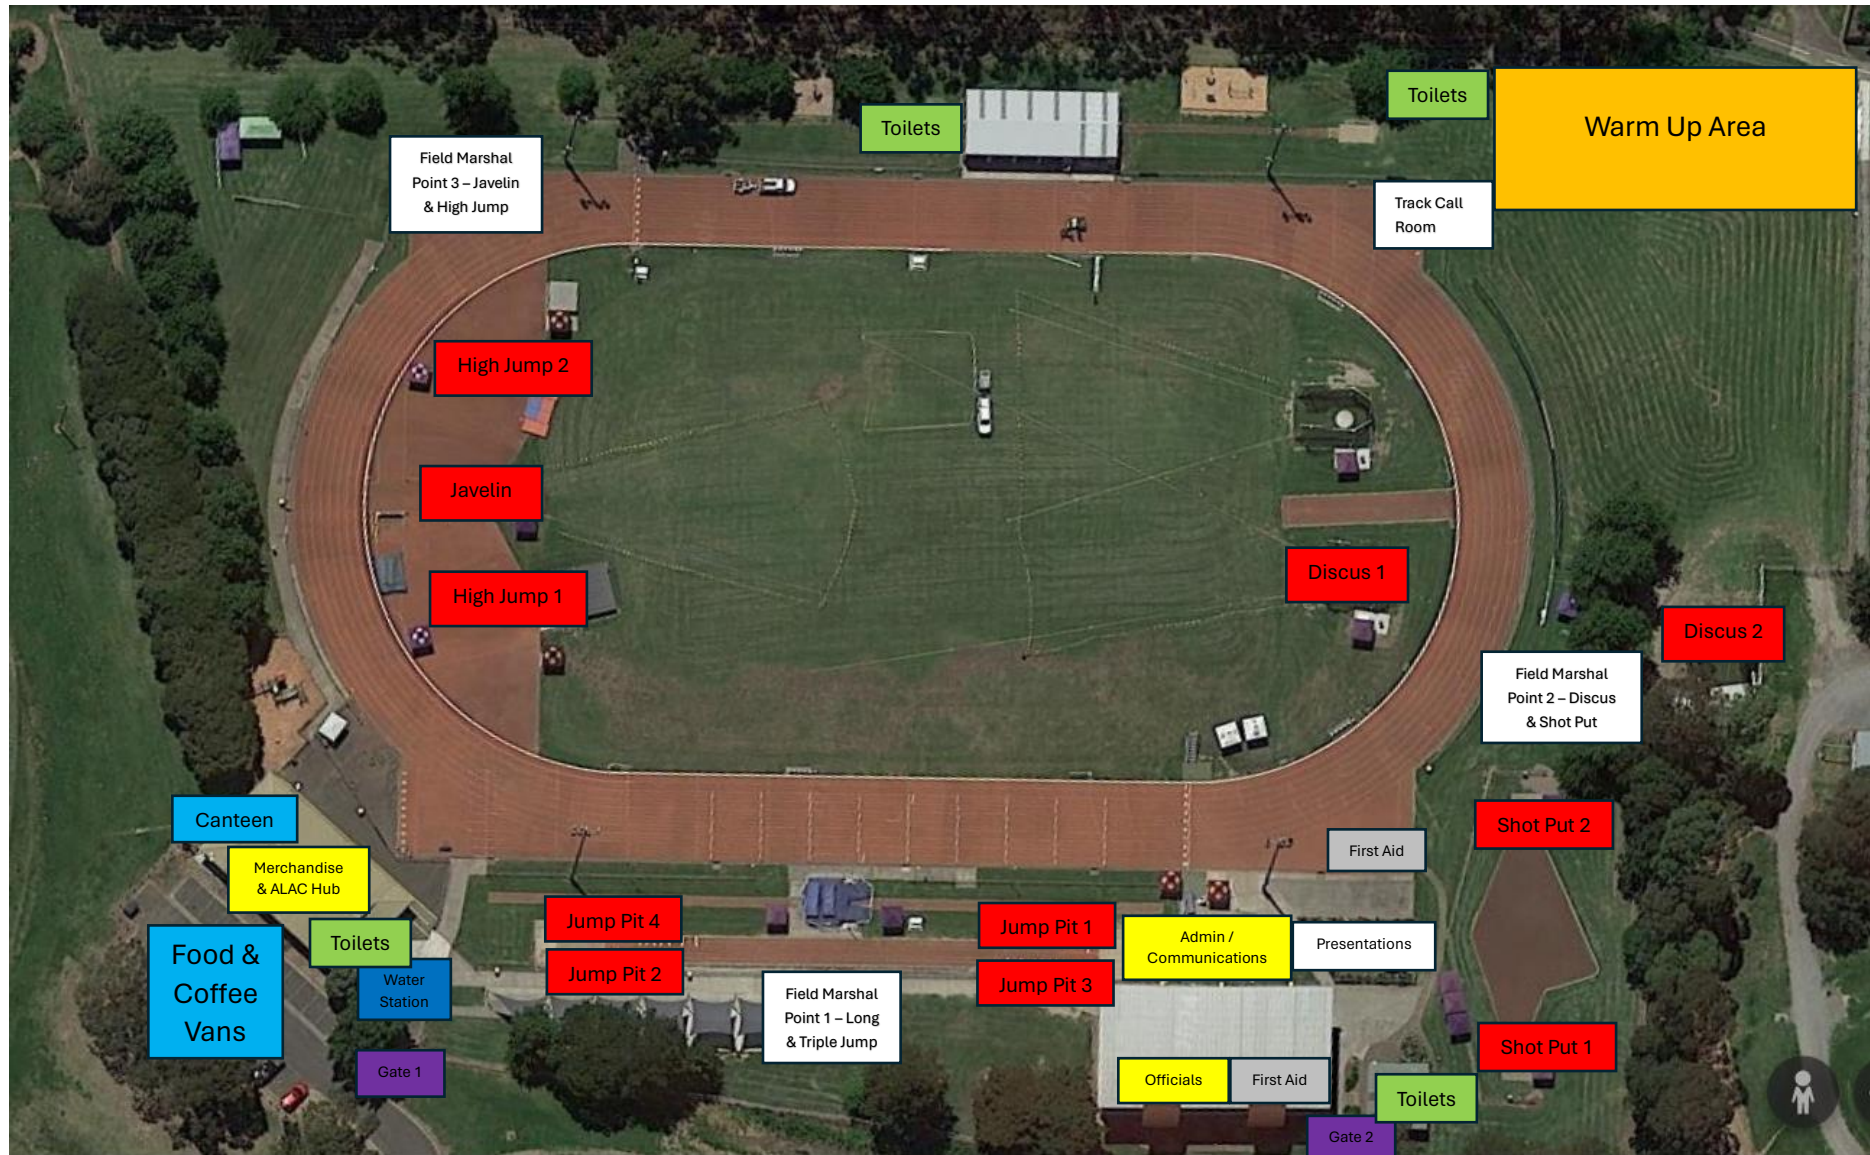 Toilets
Warm Up Area
Toilets
Field Marshal
Point 3 – Javelin
& High Jump
Track Call
Room
High Jump 2
Javelin
Discus 1
High Jump 1
Discus 2
Field Marshal
Point 2 – Discus
& Shot Put
Canteen
Shot Put 2
First Aid
Merchandise
& ALAC Hub
Jump Pit 4
Jump Pit 1
Toilets
Admin /
Communications
Presentations
Food &
Coffee
Vans
Jump Pit 2
Jump Pit 3
Water
Station
Field Marshal
Point 1 – Long
& Triple Jump
Shot Put 1
Gate 1
Officials
First Aid
Toilets
Gate 2